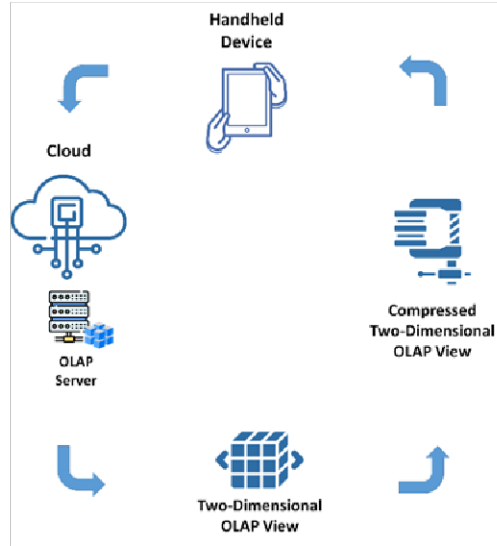 Handheld
Device
Cloud
OLAP
Server
Compressed
Two-Dimensional
OLAP View
Two-Dimensional
OLAP View